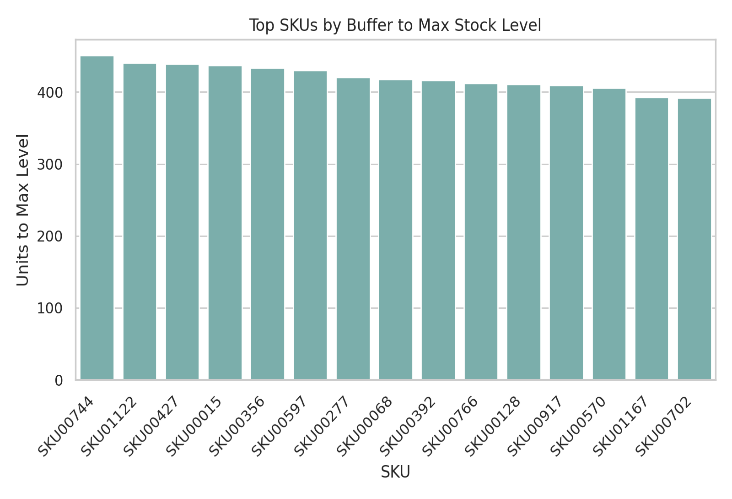 Top SKUs by Buffer to Max Stock Level
Units to Max Level
400
300
200
100
0
SKU00744
SKU01122
SKU00427
SKU00015
SKU00356
SKU00597
SKU00277
SKU00068
SKU00392
SKU00766
SKU00128
SKU00917
SKU00570
SKU01167
SKU00702
SKU